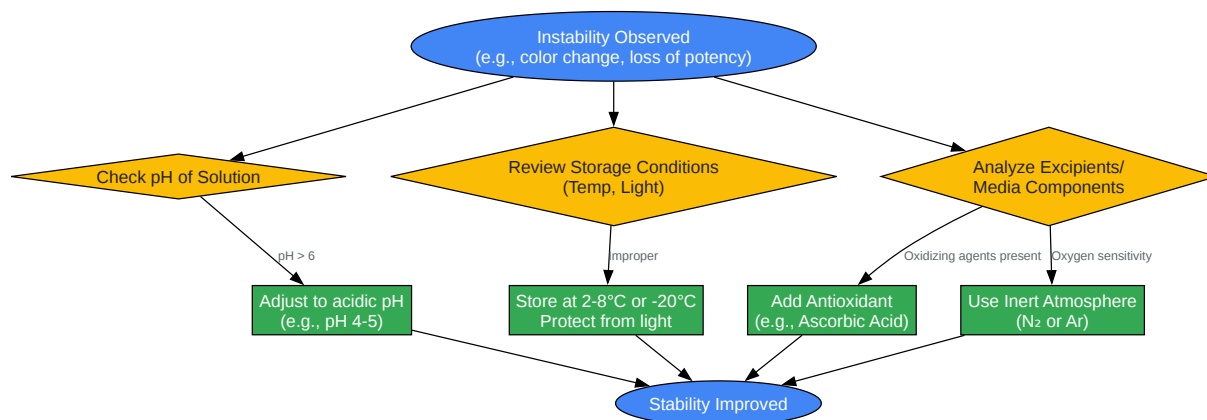 Instability Observed
(e.g., color change, loss of potency)
Check pH of Solution
Review Storage Conditions
(Temp, Light)
Analyze Excipients/
Media Components
pH > 6
Improper
Oxidizing agents present
Oxygen sensitivity
Adjust to acidic pH
(e.g., pH 4-5)
Store at 2-8°C or -20°C
Protect from light
Add Antioxidant
(e.g., Ascorbic Acid)
Use Inert Atmosphere
(N₂ or Ar)
Stability Improved